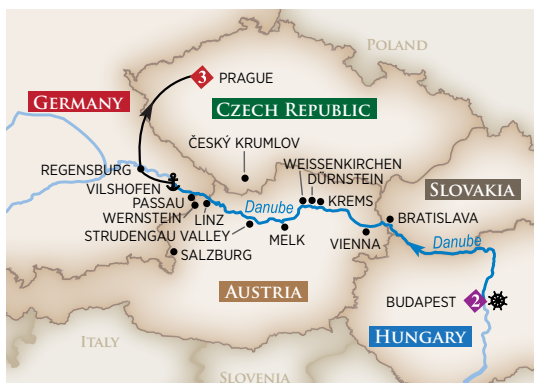 POLAND
3
PRAGUE
GERMANY
CZECH REPUBLIC
ČESKÝ KRUMLOV
REGENSBURG
WEISSENKIRCHEN
DÜRNSTEIN
VILSHOFEN
PASSAU
WERNSTEIN
LINZ
Danube
KREMS
SLOVAKIA
BRATISLAVA
STRUDENGAU VALLEY
MELK
VIENNA
Danube
SALZBURG
AUSTRIA
BUDAPEST
2
HUNGARY
ITALY
SLOVENIA